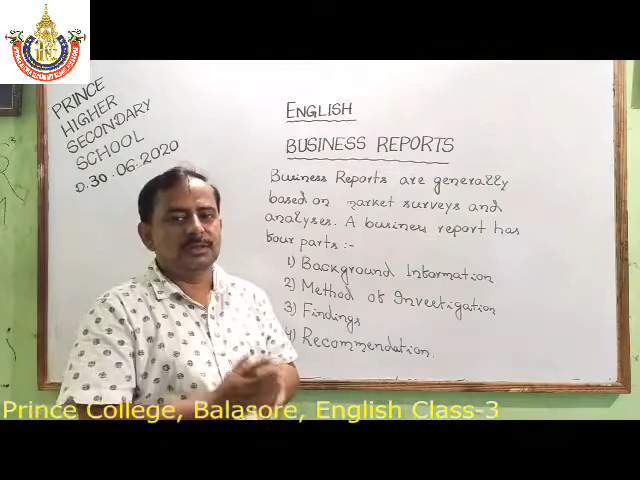 PRINCE
HIGHER
SECONDARY
SCHOOL
D.30.06.2020
ENGLISH
BUSINESS REPORTS
Business Reports are generally
based on market surveys and
analyses. A business report has
four parts :-
1) Background Information
2) Method of Investigation
3) Findings
4) Recommendation.
Prince College, Balasore, English Class-3